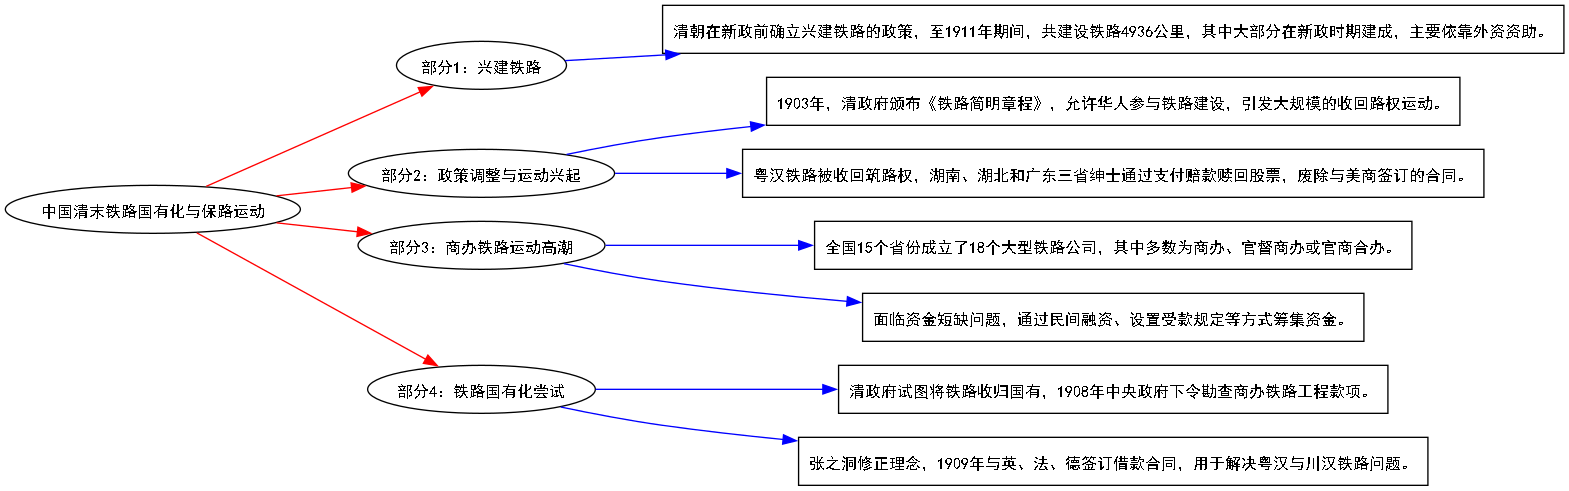 中国清末铁路国有化与保路运动
部分1：兴建铁路
清朝在新政前确立兴建铁路的政策，至1911年期间，共建设铁路4936公里，其中大部分在新政时期建成，主要依靠外资资助。
部分2：政策调整与运动兴起
1903年，清政府颁布《铁路简明章程》，允许华人参与铁路建设，引发大规模的收回路权运动。
粤汉铁路被收回筑路权，湖南、湖北和广东三省绅士通过支付赔款赎回股票，废除与美商签订的合同。
部分3：商办铁路运动高潮
全国15个省份成立了18个大型铁路公司，其中多数为商办、官督商办或官商合办。
面临资金短缺问题，通过民间融资、设置受款规定等方式筹集资金。
部分4：铁路国有化尝试
清政府试图将铁路收归国有，1908年中央政府下令勘查商办铁路工程款项。
张之洞修正理念，1909年与英、法、德签订借款合同，用于解决粤汉与川汉铁路问题。